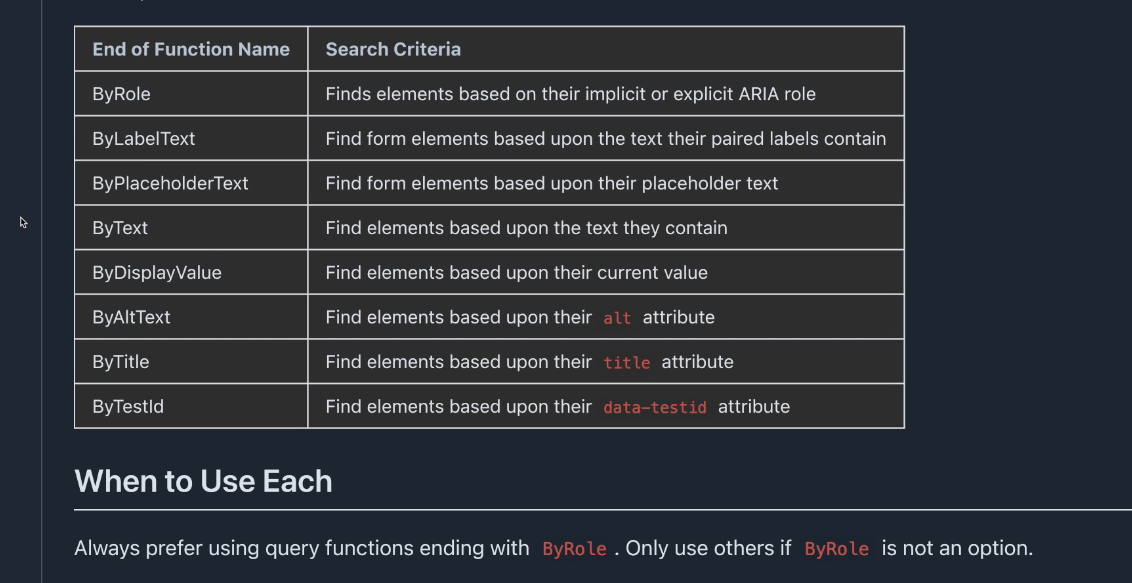 End of Function Name Search Criteria
ByRole Finds elements based on their implicit or explicit ARIA role
ByLabelText Find form elements based upon the text their paired labels contain
ByPlaceholderText Find form elements based upon their placeholder text
ByText Find elements based upon the text they contain
ByDisplayValue Find elements based upon their current value
ByAltText Find elements based upon their alt attribute
ByTitle Find elements based upon their title attribute
ByTestId Find elements based upon their data-testid attribute
When to Use Each
Always prefer using query functions ending with ByRole . Only use others if ByRole is not an option.